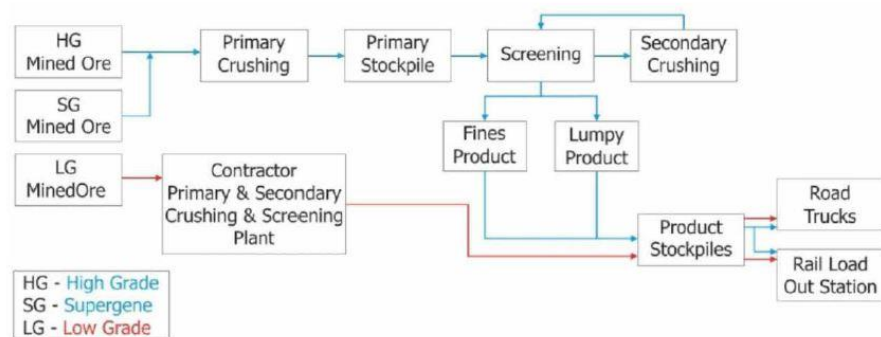 HG
Mined Ore
Primary
Crushing
Primary
Stockpile
Screening
Secondary
Crushing
SG
Mined Ore
Fines
Product
Lumpy
Product
LG
MinedOre
Contractor
Primary & Secondary
Crushing & Screening
Plant
Product
Stockpiles
Road
Trucks
Rail Load
Out Station
HG - High Grade
SG - Supergene
LG - Low Grade